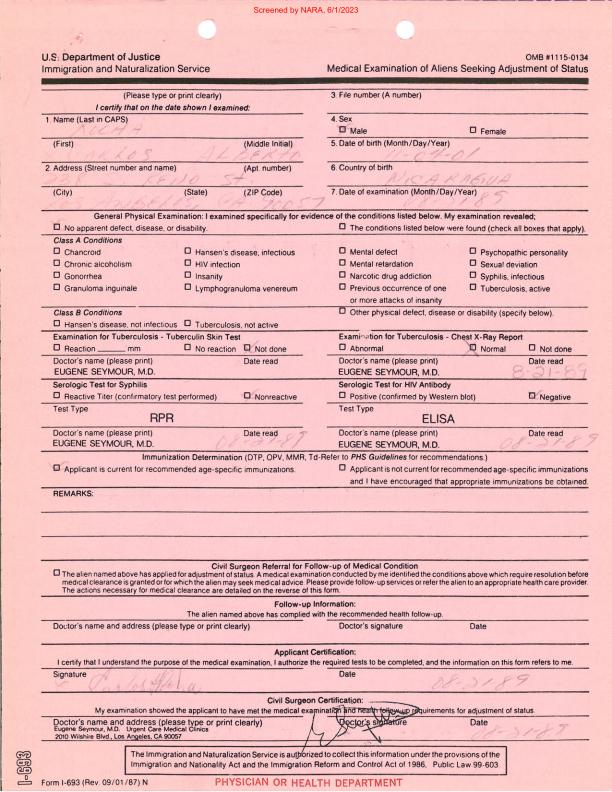 Screened by NARA, 6/1/2023
U.S. Department of Justice
Immigration and Naturalization Service
OMB #1115-0134
Medical Examination of Aliens Seeking Adjustment of Status
(Please type or print clearly)
I certify that on the date shown I examined:
3. File number (A number)
1. Name (Last in CAPS)
4. Sex
☐ Male ☐ Female
(First) (Middle Initial)
CARLOS ALBERTO
5. Date of birth (Month/Day/Year)
11-04-01
2. Address (Street number and name) (Apt. number)
6. Country of birth
NICARAGUA
(City) (State) (ZIP Code)
LOS ANGELES CA 90057
7. Date of examination (Month/Day/Year)
08-21-89
General Physical Examination: I examined specifically for evidence of the conditions listed below. My examination revealed;
☐ No apparent defect, disease, or disability.
☐ The conditions listed below were found (check all boxes that apply).
Class A Conditions
☐ Chancroid ☐ Hansen's disease, infectious ☐ Mental defect ☐ Psychopathic personality
☐ Chronic alcoholism ☐ HIV infection ☐ Mental retardation ☐ Sexual deviation
☐ Gonorrhea ☐ Insanity ☐ Narcotic drug addiction ☐ Syphilis, infectious
☐ Granuloma inguinale ☐ Lymphogranuloma venereum ☐ Previous occurrence of one ☐ Tuberculosis, active
or more attacks of insanity
Class B Conditions
☐ Other physical defect, disease or disability (specify below).
☐ Hansen's disease, not infectious ☐ Tuberculosis, not active
Examination for Tuberculosis - Tuberculin Skin Test
☐ Reaction ______ mm ☐ No reaction ☐ Not done
Doctor's name (please print) Date read
EUGENE SEYMOUR, M.D.
Examination for Tuberculosis - Chest X-Ray Report
☐ Abnormal ☒ Normal ☐ Not done
Doctor's name (please print) Date read
EUGENE SEYMOUR, M.D. 8-21-89
Serologic Test for Syphilis
☐ Reactive Titer (confirmatory test performed) ☐ Nonreactive
Test Type
RPR
Doctor's name (please print) Date read
EUGENE SEYMOUR, M.D. 08-21-89
Serologic Test for HIV Antibody
☐ Positive (confirmed by Western blot) ☐ Negative
Test Type
ELISA
Doctor's name (please print) Date read
EUGENE SEYMOUR, M.D. 08-21-89
Immunization Determination (DTP, OPV, MMR, Td-Refer to PHS Guidelines for recommendations.)
☐ Applicant is current for recommended age-specific immunizations.
☐ Applicant is not current for recommended age-specific immunizations
and I have encouraged that appropriate immunizations be obtained.
REMARKS:
Civil Surgeon Referral for Follow-up of Medical Condition
☐ The alien named above has applied for adjustment of status. A medical examination conducted by me identified the conditions above which require resolution before
medical clearance is granted or for which the alien may seek medical advice. Please provide follow-up services or refer the alien to an appropriate health care provider.
The actions necessary for medical clearance are detailed on the reverse of this form.
Follow-up Information:
The alien named above has complied with the recommended health follow-up.
Doctor's name and address (please type or print clearly) Doctor's signature Date
Applicant Certification:
I certify that I understand the purpose of the medical examination, I authorize the required tests to be completed, and the information on this form refers to me.
Signature Date
08-21-89
Civil Surgeon Certification:
My examination showed the applicant to have met the medical examination and health follow-up requirements for adjustment of status.
Doctor's name and address (please type or print clearly) Doctor's signature Date
Eugene Seymour, M.D. Urgent Care Medical Clinics
2010 Wilshire Blvd., Los Angeles, CA 90057
08-21-89
The Immigration and Naturalization Service is authorized to collect this information under the provisions of the
Immigration and Nationality Act and the Immigration Reform and Control Act of 1986, Public Law 99-603.
I-693
Form I-693 (Rev. 09/01/87) N
PHYSICIAN OR HEALTH DEPARTMENT